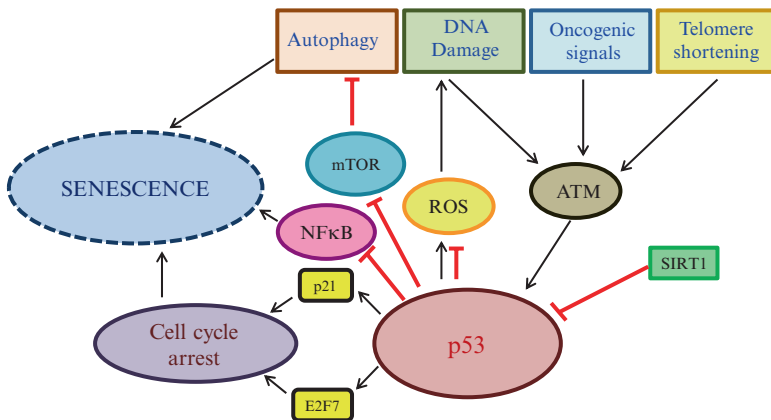 Autophagy
DNA
Damage
Oncogenic
signals
Telomere
shortening
mTOR
SENESCENCE
ROS
ATM
NFκB
SIRT1
p21
Cell cycle
arrest
p53
E2F7